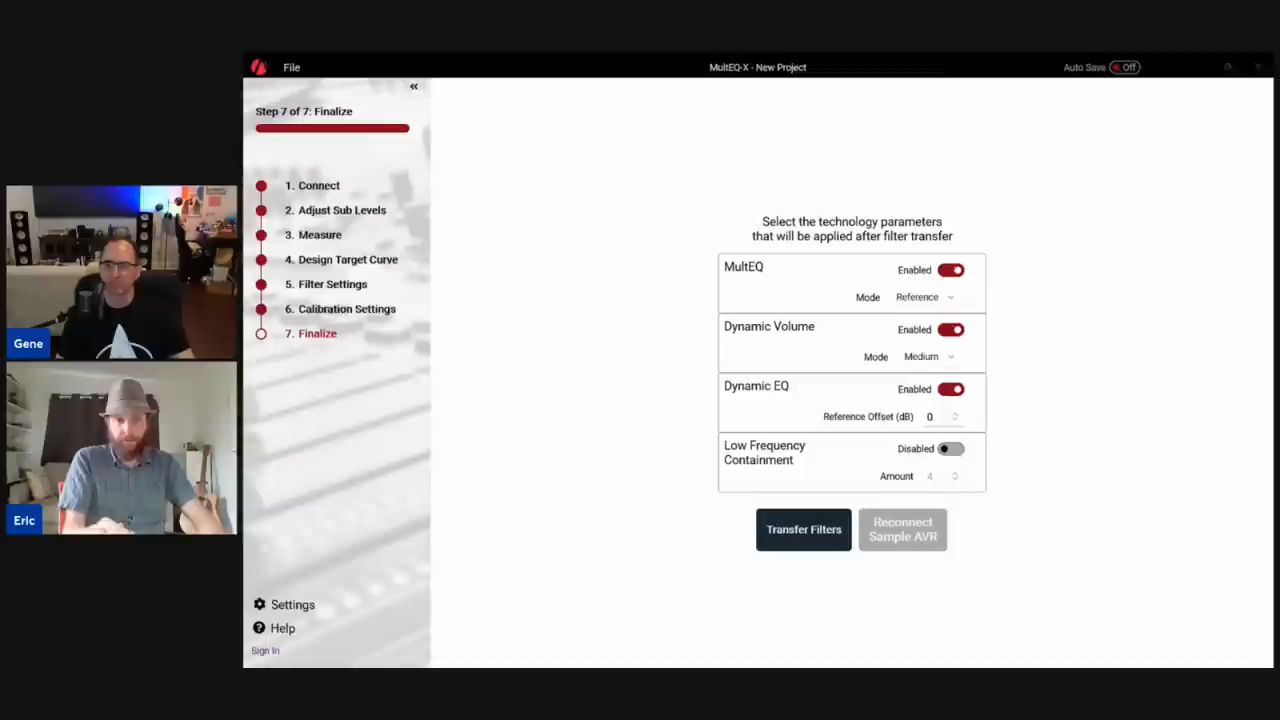 File
MultEQ-X - New Project
Auto Save Off
«
Step 7 of 7: Finalize
1. Connect
2. Adjust Sub Levels
3. Measure
4. Design Target Curve
5. Filter Settings
6. Calibration Settings
7. Finalize
Settings
Help
Sign In
Select the technology parameters
that will be applied after filter transfer
MultEQ
Enabled
Mode Reference
Dynamic Volume
Enabled
Mode Medium
Dynamic EQ
Enabled
Reference Offset (dB) 0
Low Frequency
Containment
Disabled
Amount 4
Transfer Filters
Reconnect
Sample AVR
Gene
Eric